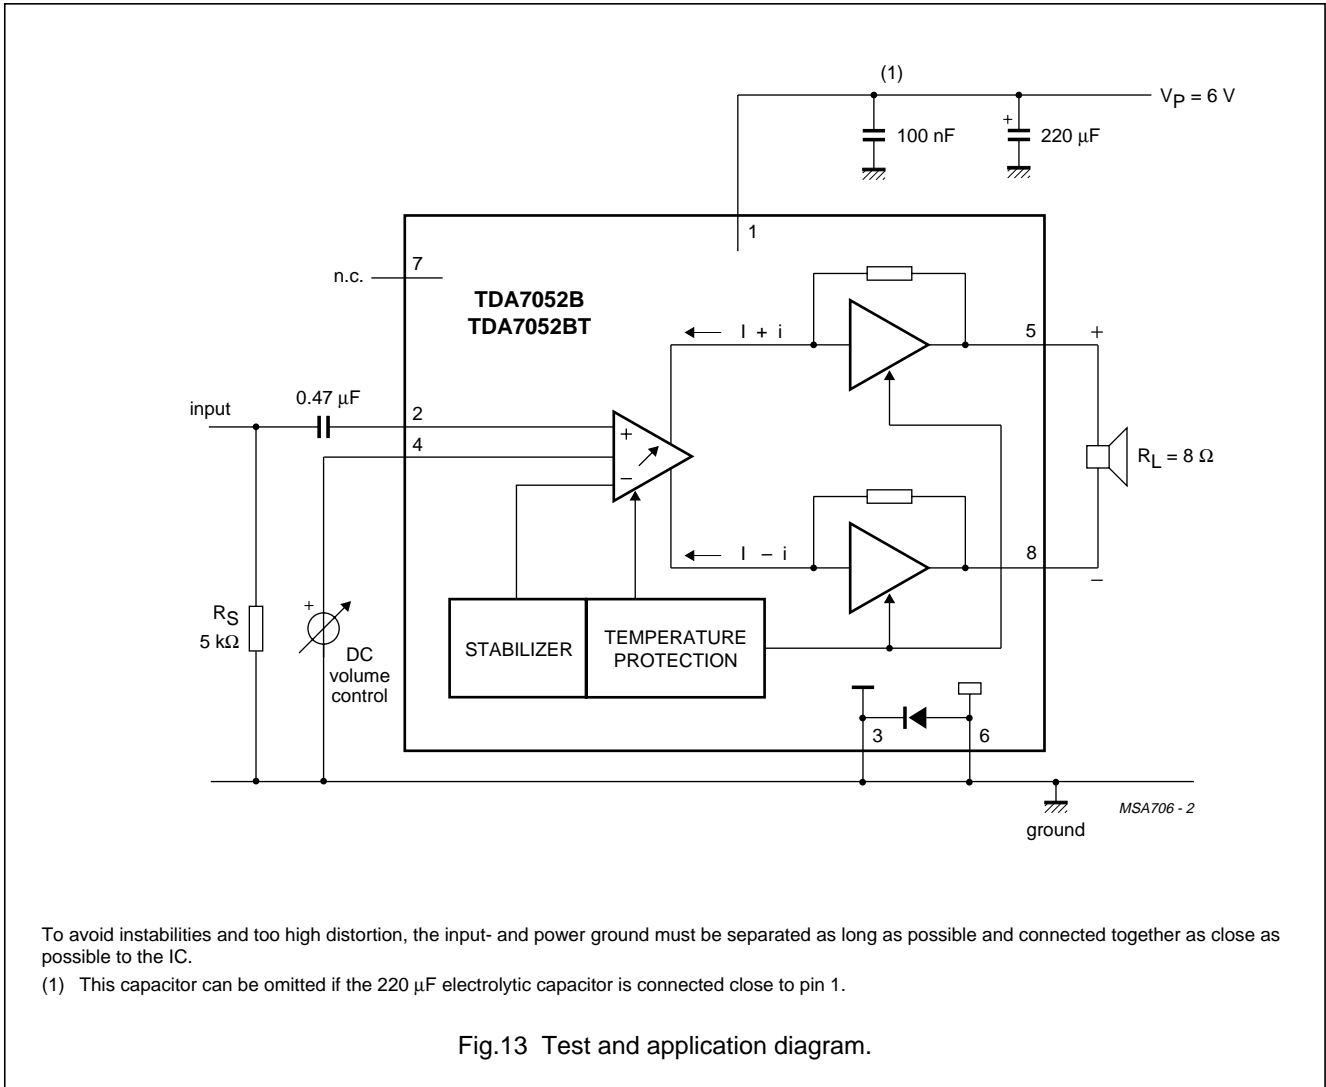 (1)
VP = 6 V
100 nF
+
220 µF
1
7
n.c.
TDA7052B
TDA7052BT
I + i
5
+
0.47 µF
input
2
4
+
−
RL = 8 Ω
I − i
8
−
RS
5 kΩ
+
DC
volume
control
STABILIZER
TEMPERATURE
PROTECTION
3
6
MSA706 - 2
ground
To avoid instabilities and too high distortion, the input- and power ground must be separated as long as possible and connected together as close as
possible to the IC.
(1) This capacitor can be omitted if the 220 µF electrolytic capacitor is connected close to pin 1.
Fig.13 Test and application diagram.